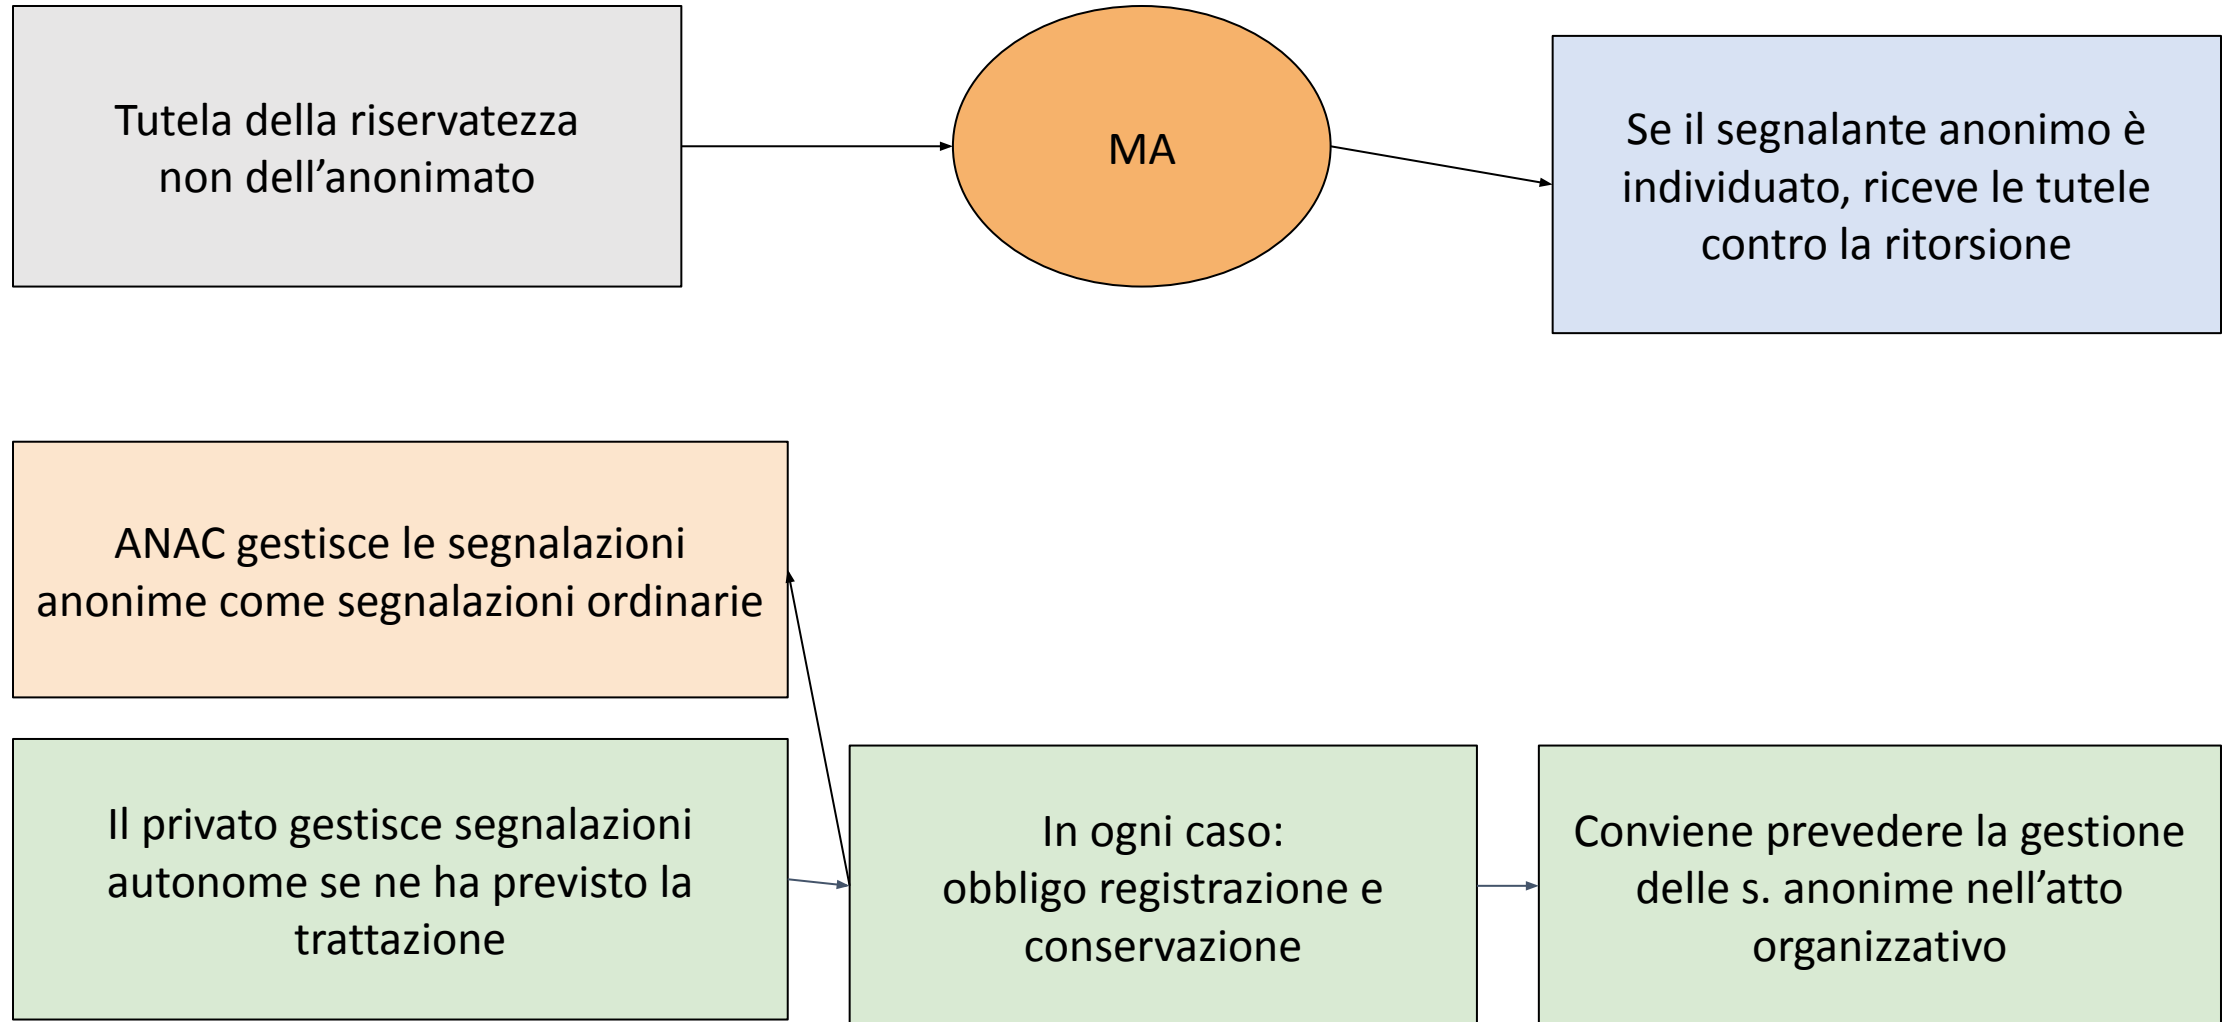 Tutela della riservatezza
non dell’anonimato
MA
Se il segnalante anonimo è
individuato, riceve le tutele
contro la ritorsione
ANAC gestisce le segnalazioni
anonime come segnalazioni ordinarie
Il privato gestisce segnalazioni
autonome se ne ha previsto la
trattazione
In ogni caso:
obbligo registrazione e
conservazione
Conviene prevedere la gestione
delle s. anonime nell’atto
organizzativo